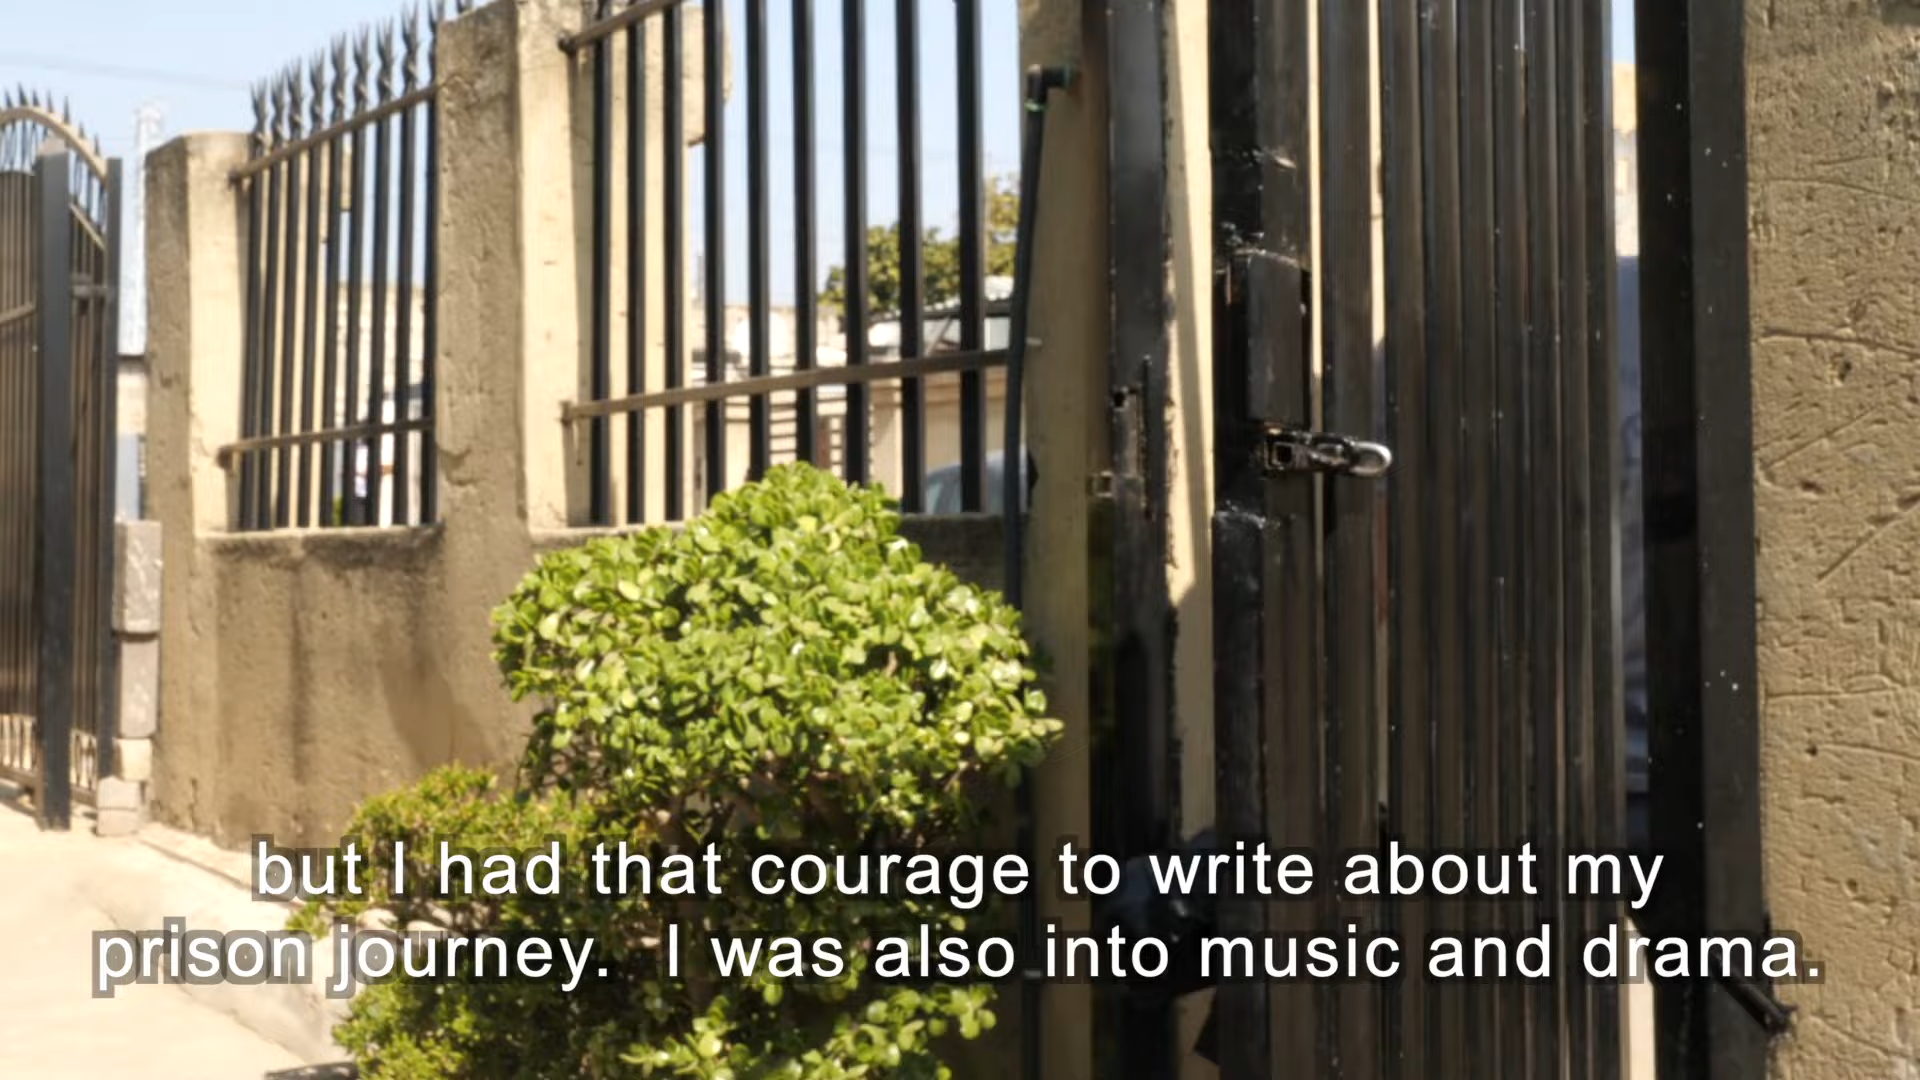 but I had that courage to write about my
prison journey.  I was also into music and drama.